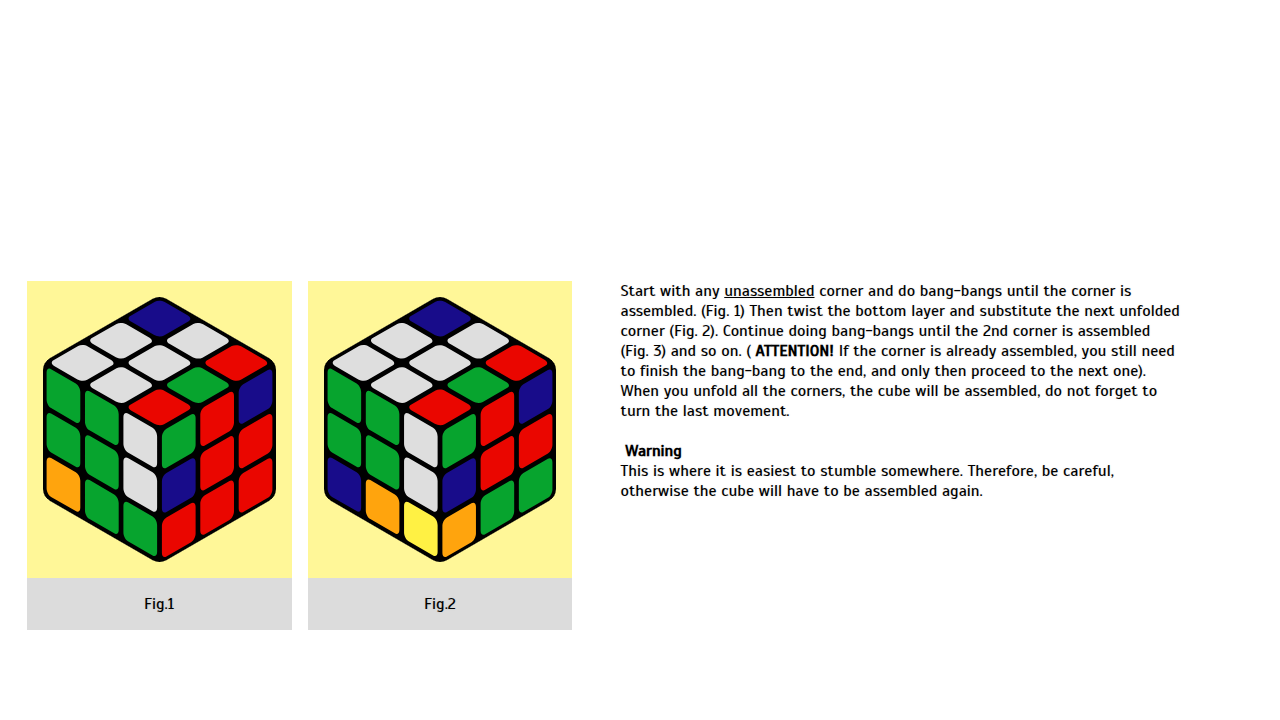 Start with any unassembled corner and do bang-bangs until the corner is
assembled. (Fig. 1) Then twist the bottom layer and substitute the next unfolded
corner (Fig. 2). Continue doing bang-bangs until the 2nd corner is assembled
(Fig. 3) and so on. ( ATTENTION! If the corner is already assembled, you still need
to finish the bang-bang to the end, and only then proceed to the next one).
When you unfold all the corners, the cube will be assembled, do not forget to
turn the last movement.
Warning
This is where it is easiest to stumble somewhere. Therefore, be careful,
otherwise the cube will have to be assembled again.
Fig.1
Fig.2